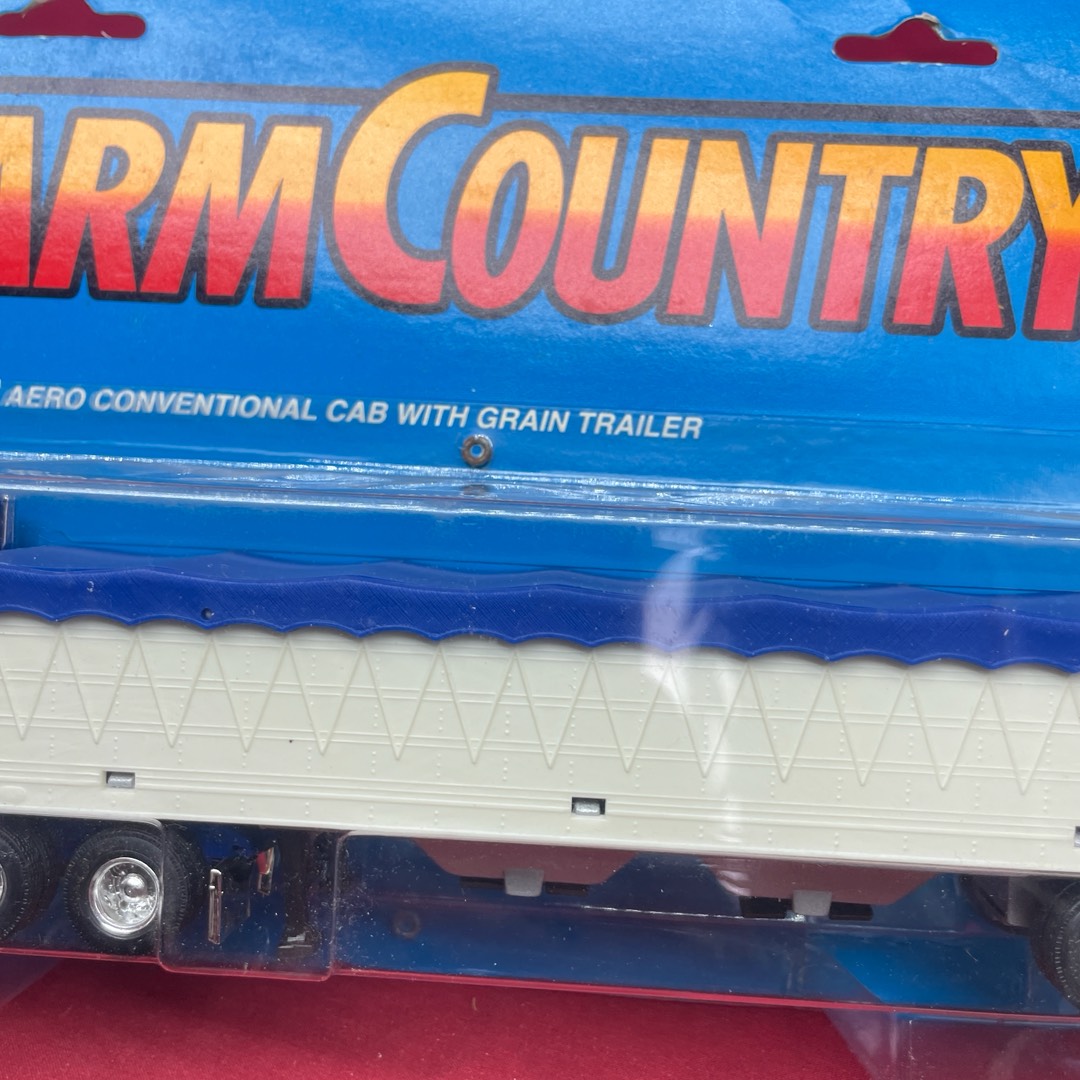 ARMCOUNTRY
AERO CONVENTIONAL CAB WITH GRAIN TRAILER